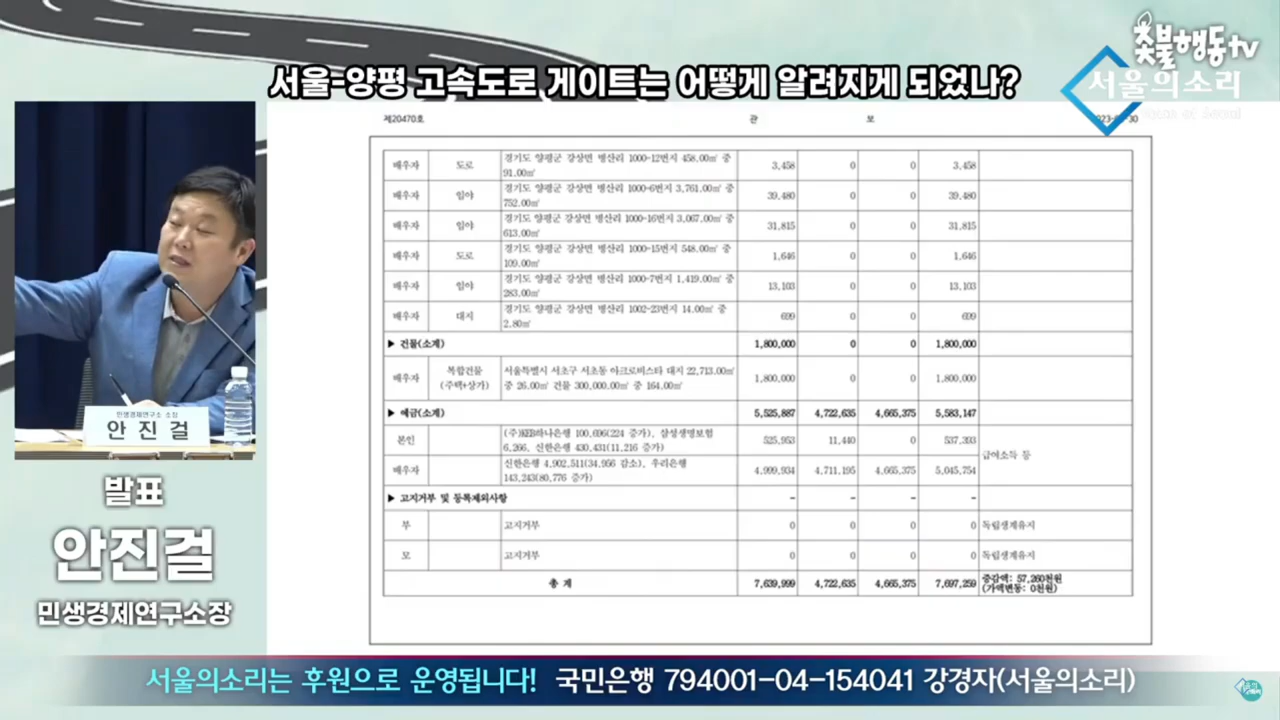 촛불행동tv
서울의소리
서울-양평 고속도로 게이트는 어떻게 알려지게 되었나?
제20470호 관 보
배우자 도로 경기도 양평군 강상면 병산리 1000-12번지 458.00㎡ 중 91.00㎡ 3,458 0 0 3,458
배우자 임야 경기도 양평군 강상면 병산리 1000-6번지 3,761.00㎡ 중 752.00㎡ 39,480 0 0 39,480
배우자 임야 경기도 양평군 강상면 병산리 1000-16번지 3,067.00㎡ 중 613.00㎡ 31,815 0 0 31,815
배우자 도로 경기도 양평군 강상면 병산리 1000-15번지 548.00㎡ 중 109.00㎡ 1,646 0 0 1,646
배우자 임야 경기도 양평군 강상면 병산리 1000-7번지 1,419.00㎡ 중 283.00㎡ 13,103 0 0 13,103
배우자 대지 경기도 양평군 강상면 병산리 1002-23번지 14.00㎡ 중 2.80㎡ 699 0 0 699
▶ 건물(소계) 1,800,000 0 0 1,800,000
배우자 복합건물 (주택+상가) 서울특별시 서초구 서초동 아크로비스타 대지 22,713.00㎡ 중 26.00㎡ 건물 300,000.00㎡ 중 164.00㎡ 1,800,000 0 0 1,800,000
▶ 예금(소계) 5,525,887 4,722,635 4,665,375 5,583,147
본인 (주)KEB하나은행 100,696(224 증가), 삼성생명보험 6,266, 신한은행 430,431(11,216 증가) 525,953 11,440 0 537,393
급여소득 등
배우자 신한은행 4,902,511(34,956 감소), 우리은행 143,243(80,776 증가) 4,999,934 4,711,195 4,665,375 5,045,754
▶ 고지거부 및 등록제외사항 - - - -
부 고지거부 0 0 0 0 독립생계유지
모 고지거부 0 0 0 0 독립생계유지
총 계 7,639,999 4,722,635 4,665,375 7,697,259 증감액: 57,260천원 (가액변동: 0천원)
민생경제연구소 소장
안 진 걸
발표
안진걸
민생경제연구소장
서울의소리는 후원으로 운영됩니다! 국민은행 794001-04-154041 강경자(서울의소리)